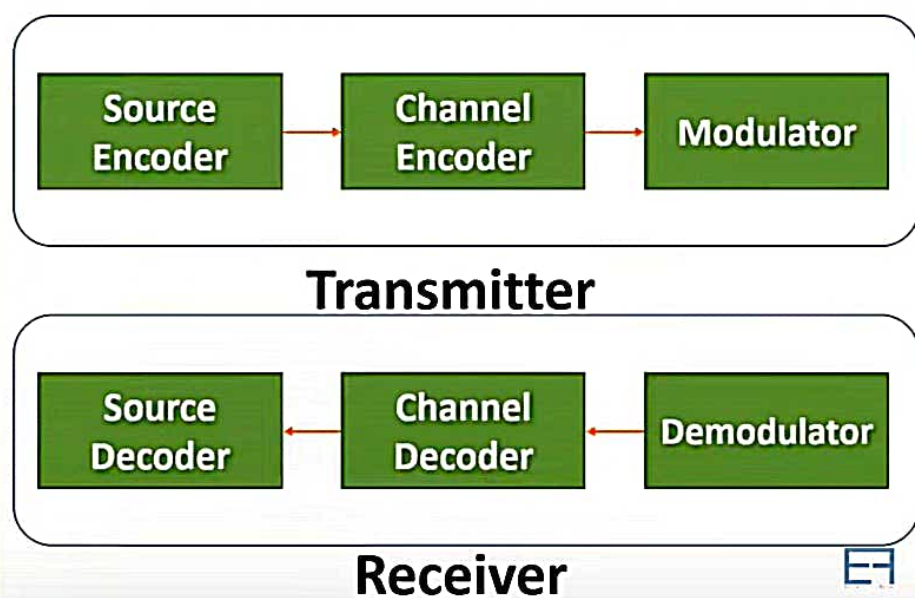 Source
Encoder
Channel
Encoder
Modulator
Transmitter
Source
Decoder
Channel
Decoder
Demodulator
Receiver